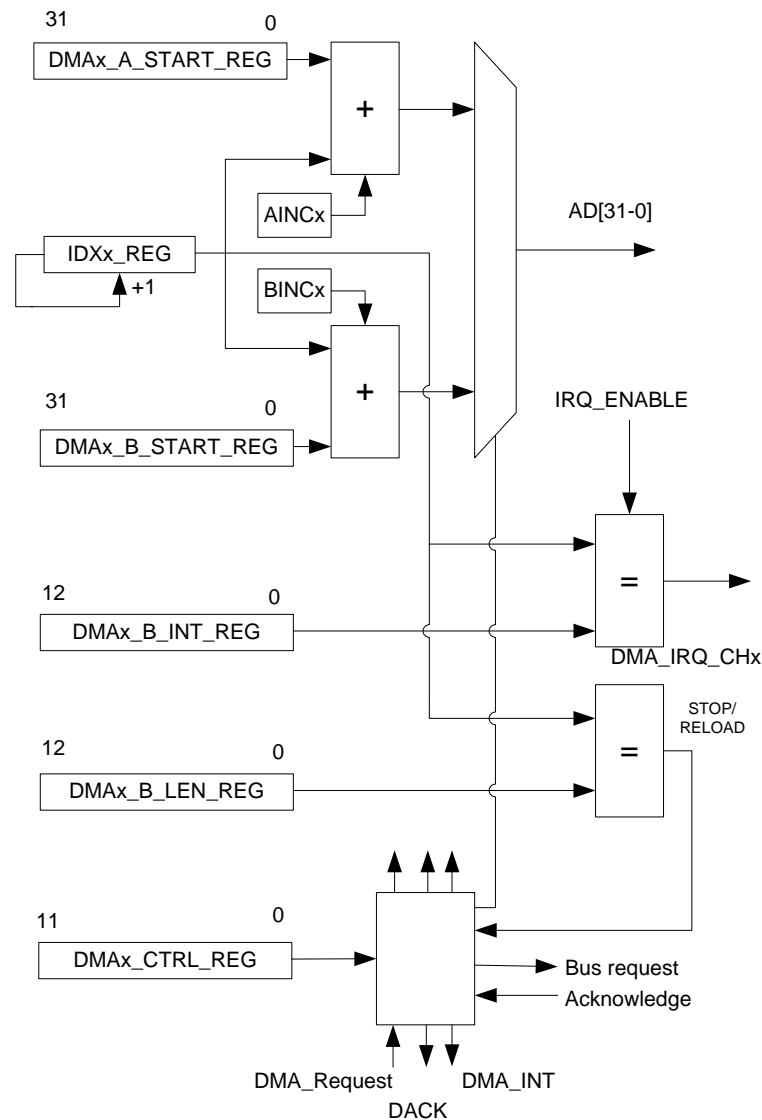 31
0
DMAx_A_START_REG
+
AINCx
AD[31-0]
IDXx_REG
+1
BINCx
+
31
0
DMAx_B_START_REG
IRQ_ENABLE
12
0
DMAx_B_INT_REG
=
DMA_IRQ_CHx
12
0
DMAx_B_LEN_REG
=
STOP/
RELOAD
11
0
DMAx_CTRL_REG
Bus request
Acknowledge
DMA_Request
DMA_INT
DACK